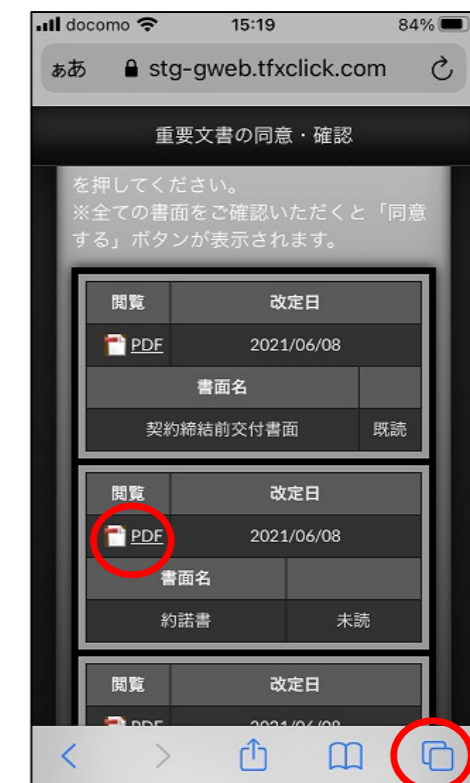 docomo 15:19 84%
ぁあ stg-gweb.tfxclick.com
重要文書の同意・確認
を押してください。
※全ての書面をご確認いただくと「同意
する」ボタンが表示されます。
閲覧 改定日
PDF 2021/06/08
書面名
契約締結前交付書面 既読
閲覧 改定日
PDF 2021/06/08
書面名
約諾書 未読
閲覧 改定日
PDF 2021/06/08